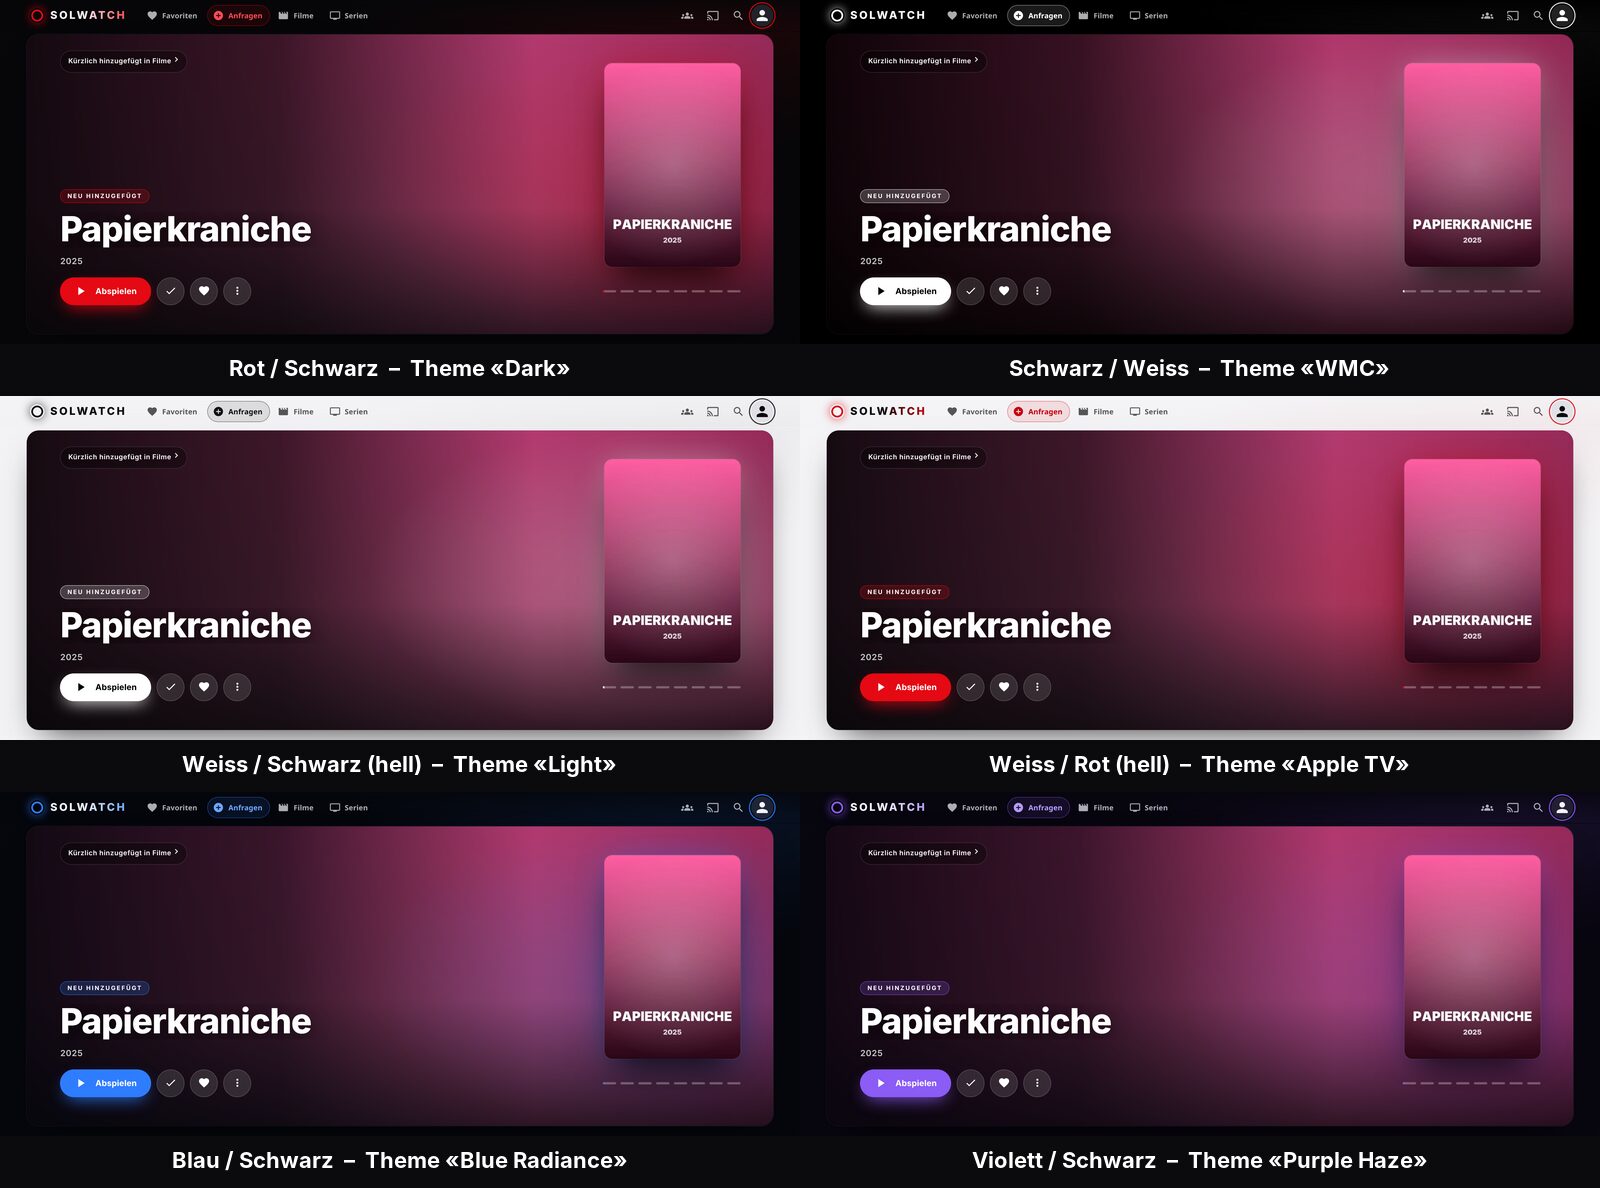 SOLWATCH Favoriten Anfragen Filme Serien
Kürzlich hinzugefügt in Filme
NEU HINZUGEFÜGT
Papierkraniche
2025
Abspielen
PAPIERKRANICHE
2025
Rot / Schwarz – Theme «Dark»
SOLWATCH Favoriten Anfragen Filme Serien
Kürzlich hinzugefügt in Filme
NEU HINZUGEFÜGT
Papierkraniche
2025
Abspielen
PAPIERKRANICHE
2025
Schwarz / Weiss – Theme «WMC»
SOLWATCH Favoriten Anfragen Filme Serien
Kürzlich hinzugefügt in Filme
NEU HINZUGEFÜGT
Papierkraniche
2025
Abspielen
PAPIERKRANICHE
2025
Weiss / Schwarz (hell) – Theme «Light»
SOLWATCH Favoriten Anfragen Filme Serien
Kürzlich hinzugefügt in Filme
NEU HINZUGEFÜGT
Papierkraniche
2025
Abspielen
PAPIERKRANICHE
2025
Weiss / Rot (hell) – Theme «Apple TV»
SOLWATCH Favoriten Anfragen Filme Serien
Kürzlich hinzugefügt in Filme
NEU HINZUGEFÜGT
Papierkraniche
2025
Abspielen
PAPIERKRANICHE
2025
Blau / Schwarz – Theme «Blue Radiance»
SOLWATCH Favoriten Anfragen Filme Serien
Kürzlich hinzugefügt in Filme
NEU HINZUGEFÜGT
Papierkraniche
2025
Abspielen
PAPIERKRANICHE
2025
Violett / Schwarz – Theme «Purple Haze»